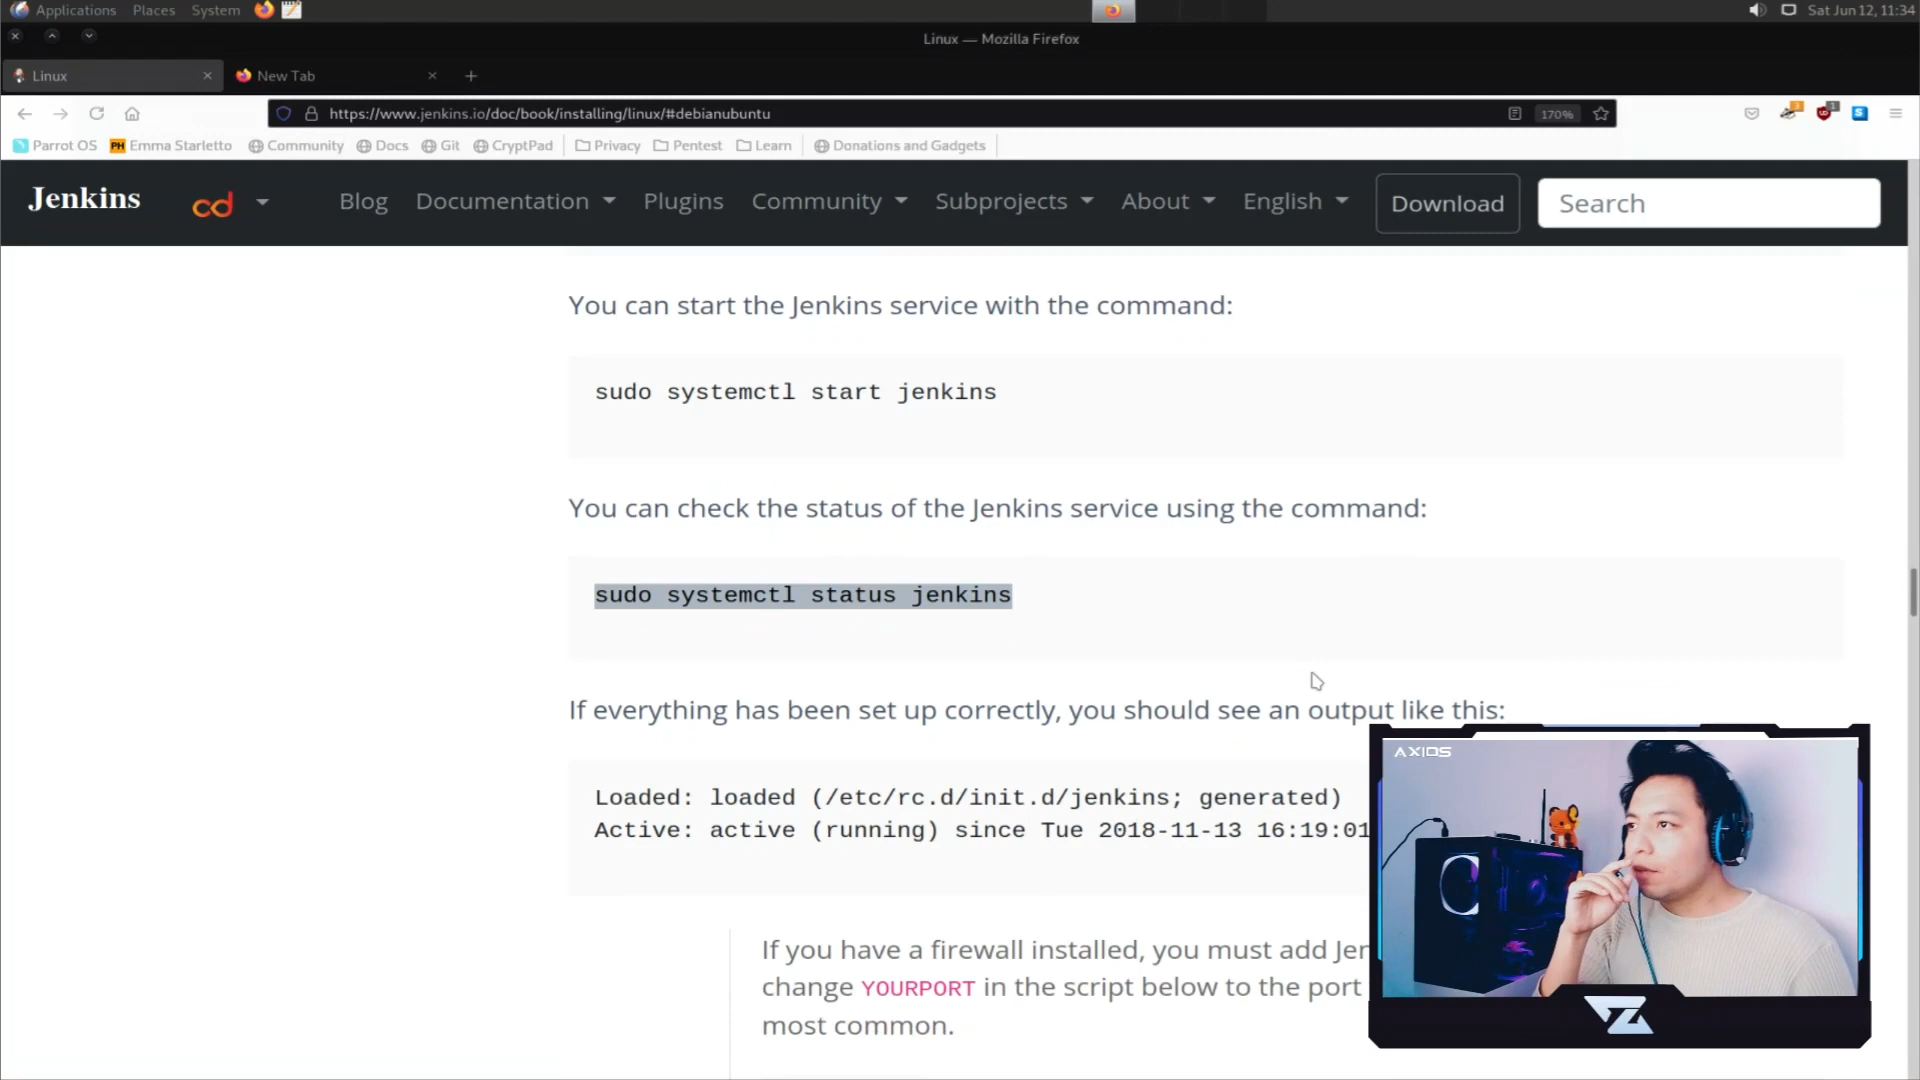 Applications Places System
Sat Jun 12, 11:34
Linux — Mozilla Firefox
Linux
New Tab
https://www.jenkins.io/doc/book/installing/linux/#debianubuntu
170%
Parrot OS
PH Emma Starletto
Community
Docs
Git
CryptPad
Privacy
Pentest
Learn
Donations and Gadgets
Jenkins
cd
Blog
Documentation
Plugins
Community
Subprojects
About
English
Download
Search
You can start the Jenkins service with the command:
sudo systemctl start jenkins
You can check the status of the Jenkins service using the command:
sudo systemctl status jenkins
If everything has been set up correctly, you should see an output like this:
Loaded: loaded (/etc/rc.d/init.d/jenkins; generated)
Active: active (running) since Tue 2018-11-13 16:19:01
AXIOS
If you have a firewall installed, you must add Jer
change YOURPORT in the script below to the port
most common.